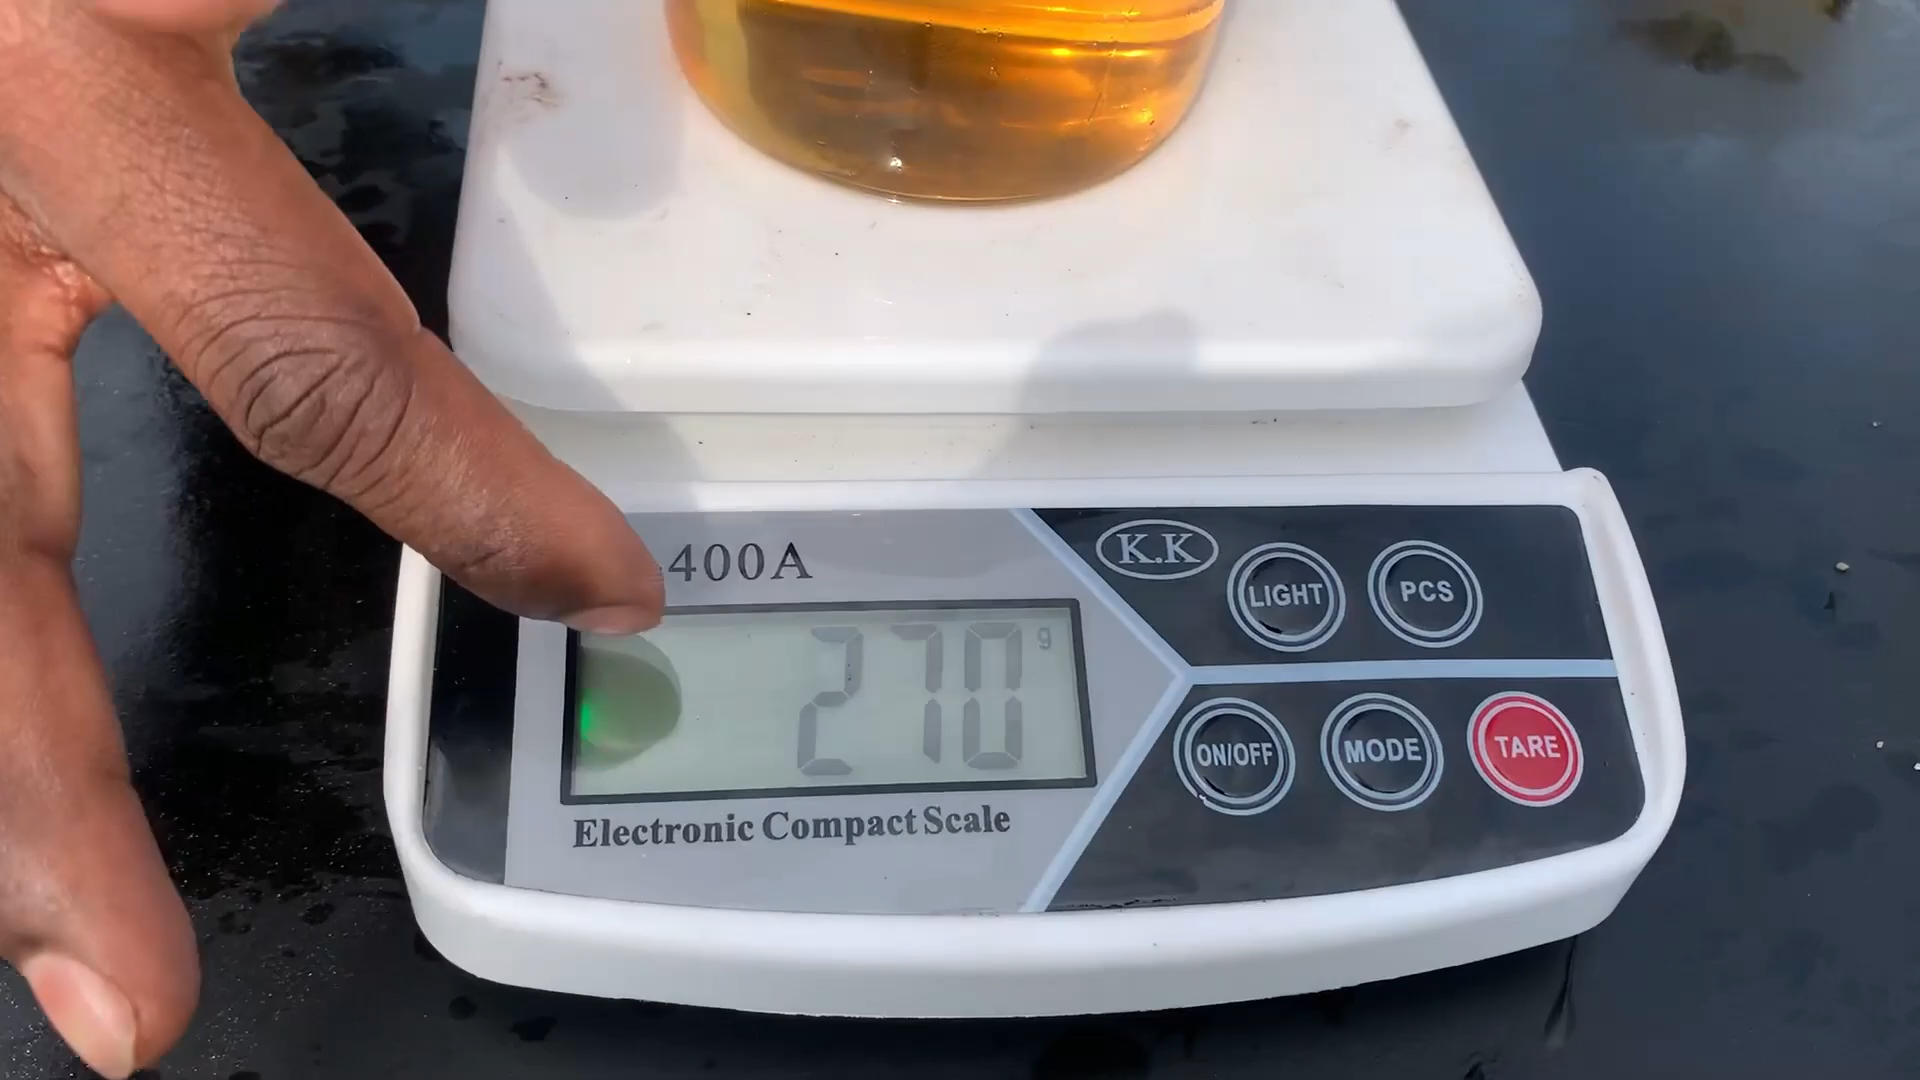 400A
K.K
LIGHT
PCS
270 g
ON/OFF
MODE
TARE
Electronic Compact Scale